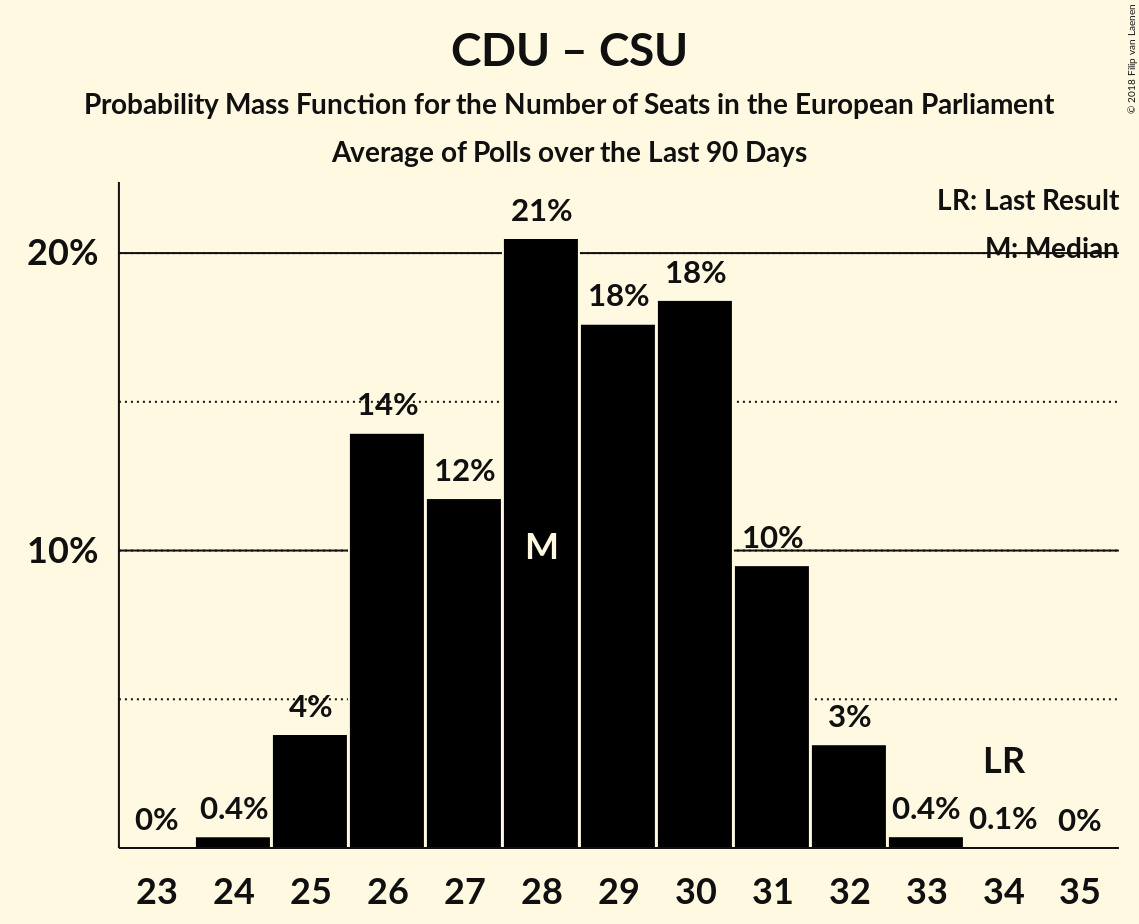 CDU – CSU
Probability Mass Function for the Number of Seats in the European Parliament
Average of Polls over the Last 90 Days
© 2018 Filip van Laenen
LR: Last Result
M: Median
20%
10%
0%
0.4%
4%
14%
12%
21%
18%
18%
10%
3%
0.4%
0.1%
0%
M
LR
23 24 25 26 27 28 29 30 31 32 33 34 35